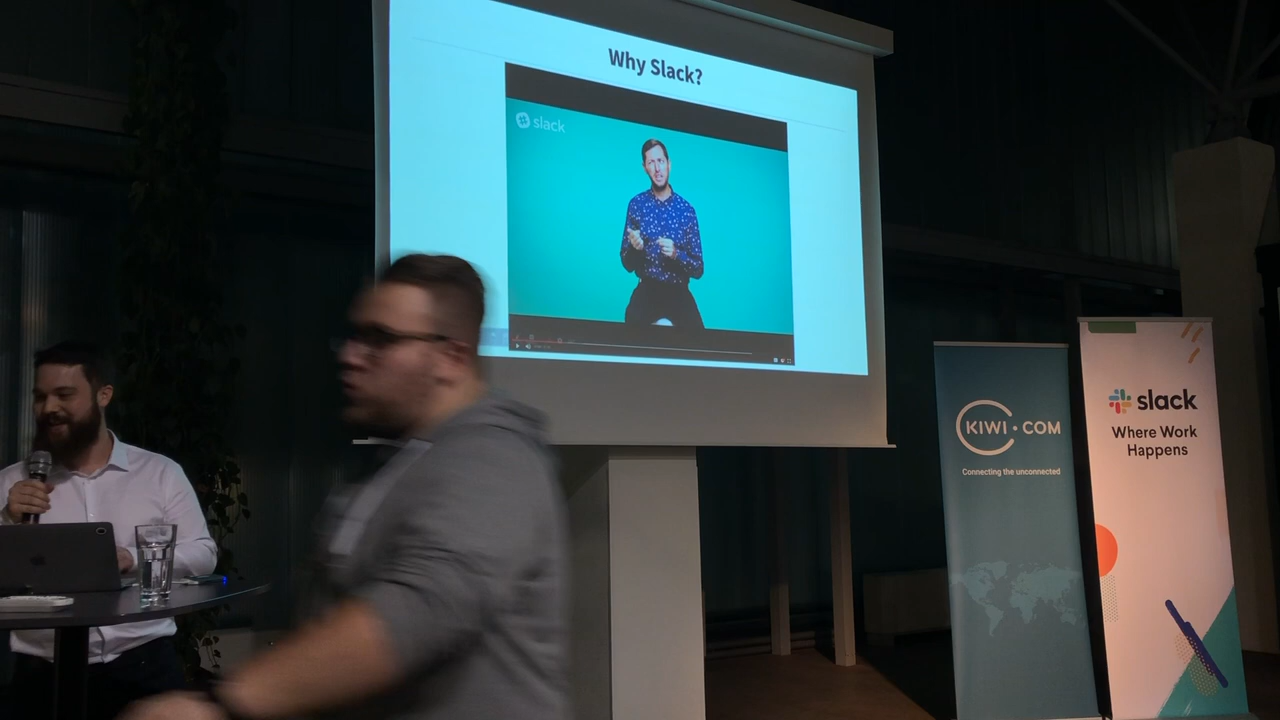 Why Slack?
slack
KIWI.COM
Connecting the unconnected
slack
Where Work
Happens